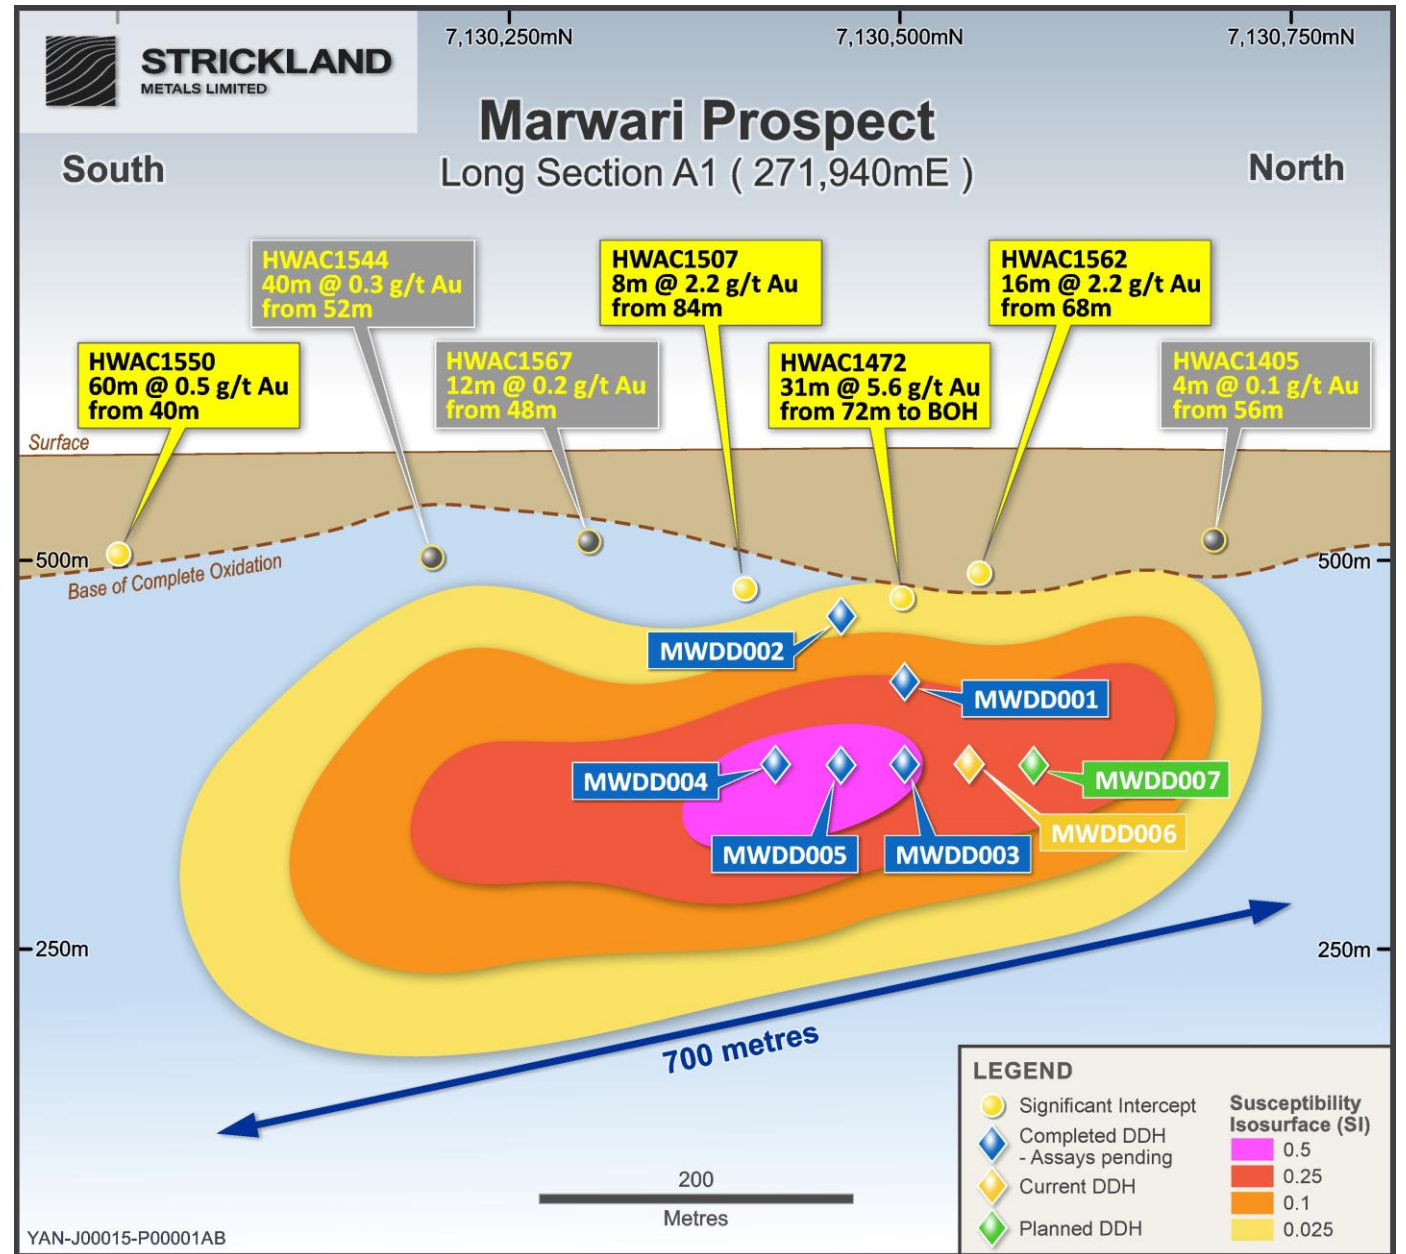 7,130,250mN
7,130,500mN
7,130,750mN
STRICKLAND
METALS LIMITED
Marwari Prospect
Long Section A1 ( 271,940mE )
South
North
HWAC1544
40m @ 0.3 g/t Au
from 52m
HWAC1507
8m @ 2.2 g/t Au
from 84m
HWAC1562
16m @ 2.2 g/t Au
from 68m
HWAC1550
60m @ 0.5 g/t Au
from 40m
HWAC1567
12m @ 0.2 g/t Au
from 48m
HWAC1472
31m @ 5.6 g/t Au
from 72m to BOH
HWAC1405
4m @ 0.1 g/t Au
from 56m
Surface
500m
500m
Base of Complete Oxidation
MWDD002
MWDD001
MWDD004
MWDD007
MWDD006
MWDD005
MWDD003
250m
250m
700 metres
200
Metres
LEGEND
Significant Intercept
Completed DDH
- Assays pending
Current DDH
Planned DDH
Susceptibility
Isosurface (SI)
0.5
0.25
0.1
0.025
YAN-J00015-P00001AB